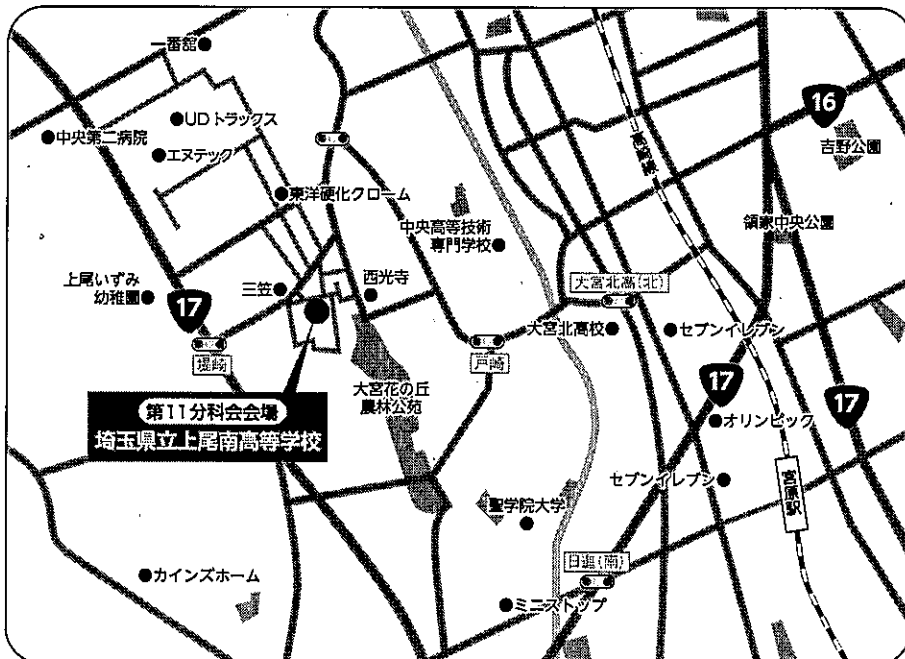 一番舘
UDトラックス
中央第二病院
エヌテック
東洋硬化クローム
16
吉野公園
高崎線
中央高等技術
専門学校
領家中央公園
上尾いずみ
幼稚園
17
三笠
西光寺
大宮北高(北)
大宮北高校
セブンイレブン
堤崎
戸崎
17
17
大宮花の丘
農林公苑
第11分科会会場
埼玉県立上尾南高等学校
オリンピック
セブンイレブン
宮原駅
聖学院大学
日進(南)
カインズホーム
ミニストップ